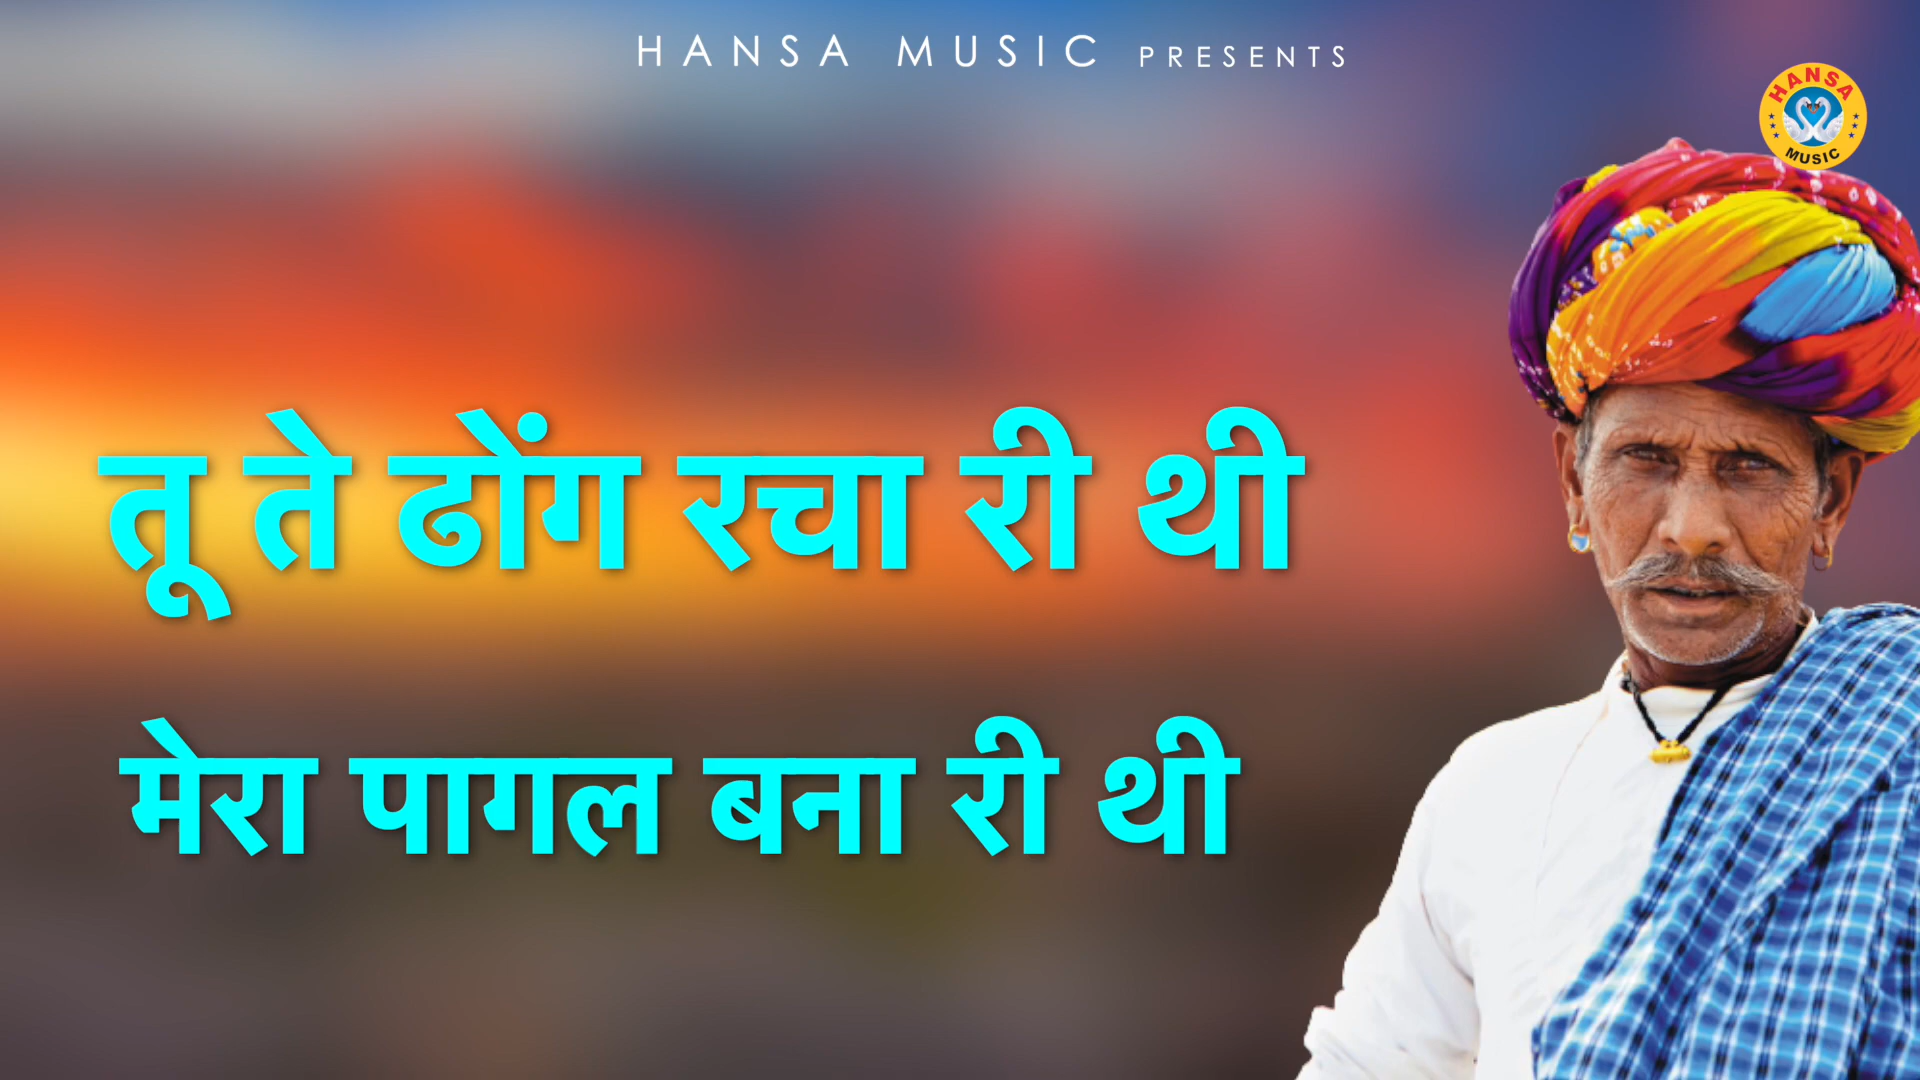 HANSA MUSIC PRESENTS
HANSA
MUSIC
तू ते ढोंग रचा री थी
मेरा पागल बना री थी